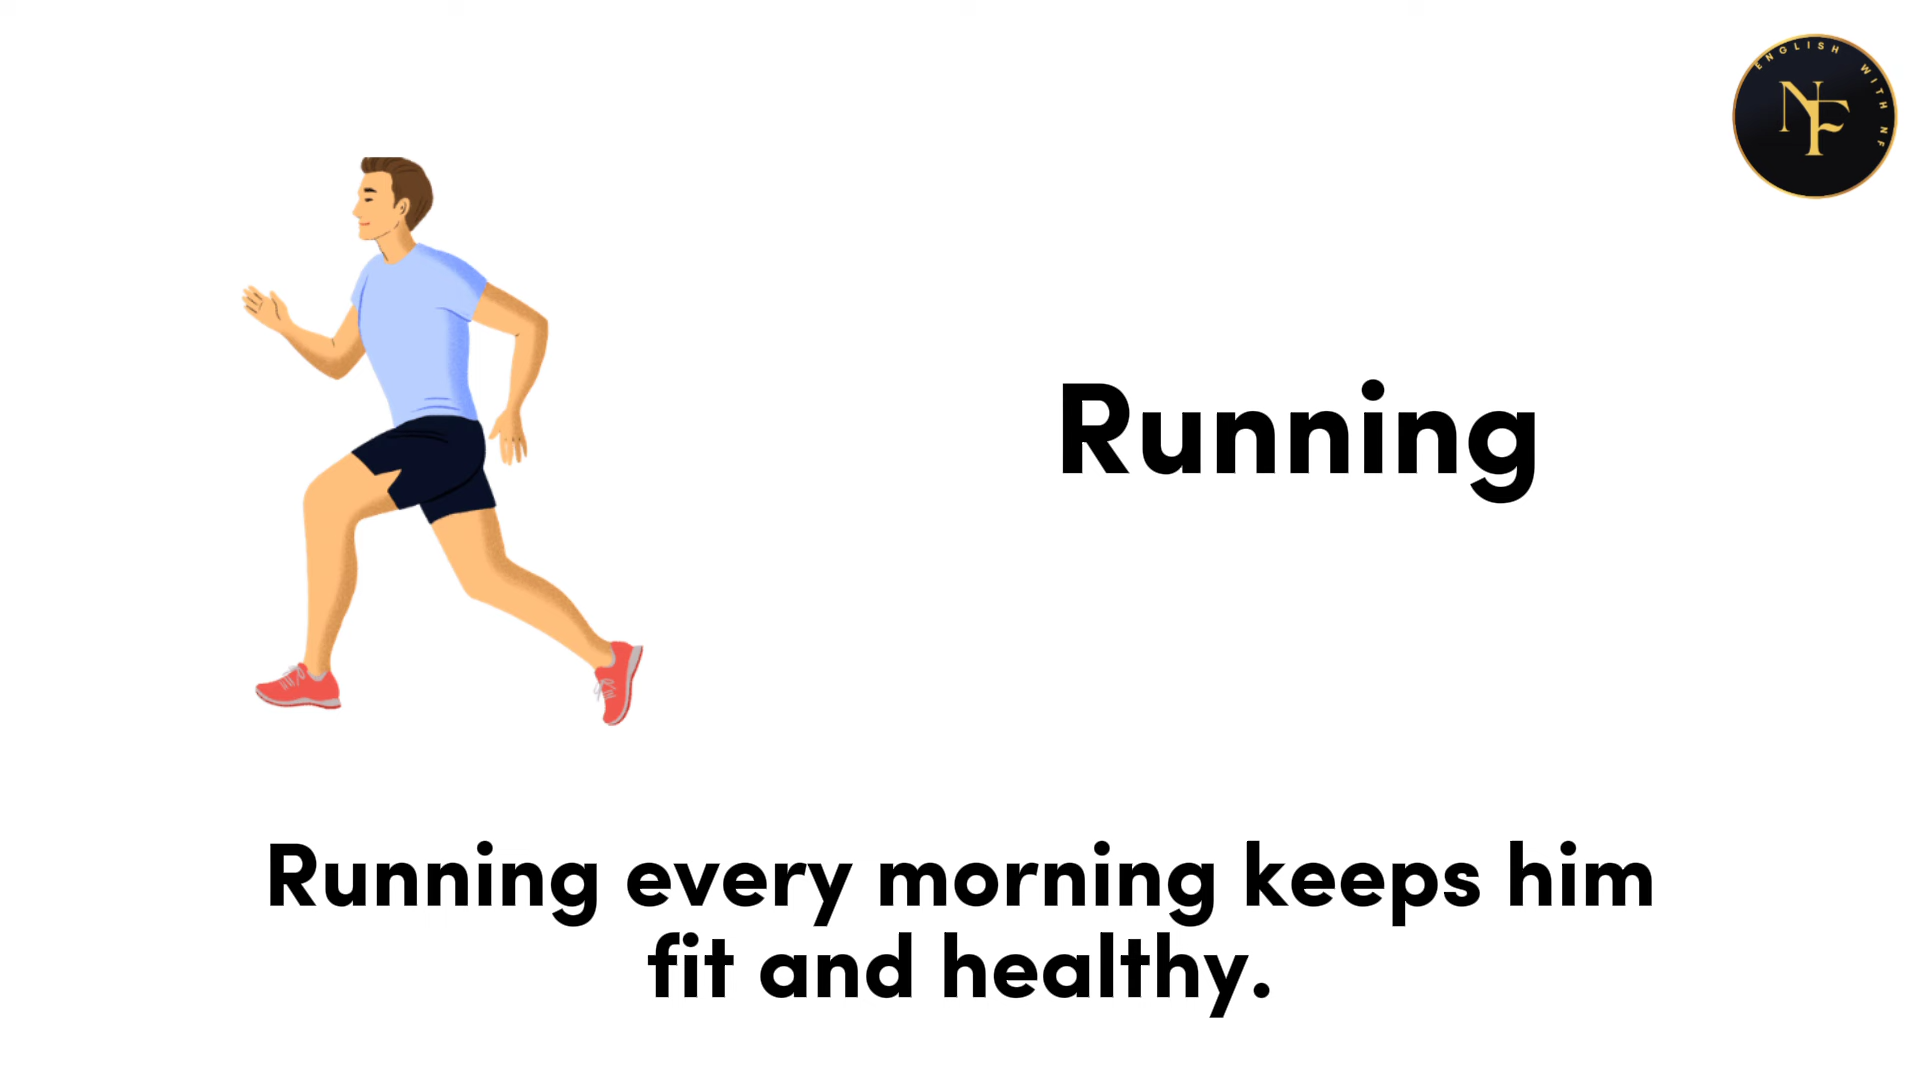 ENGLISH WITH NF
NF
Running
Running every morning keeps him
fit and healthy.